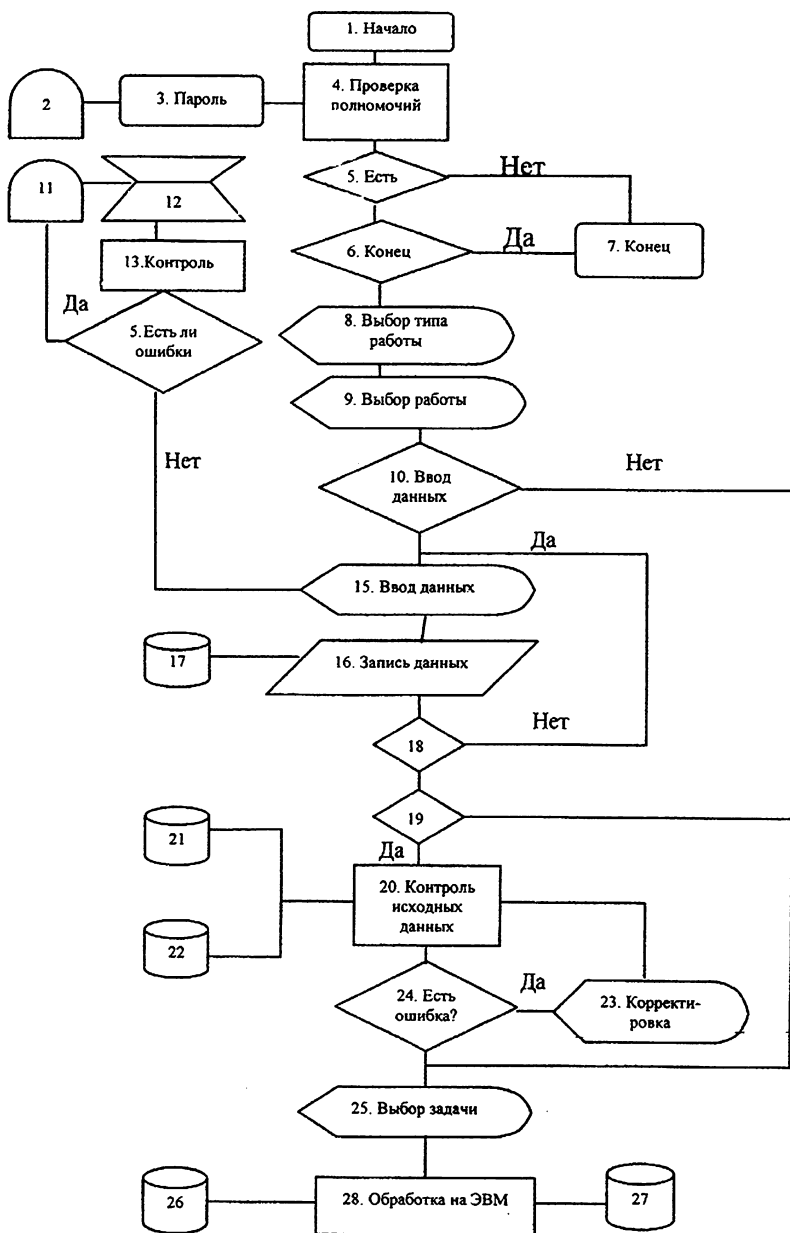 1. Начало
2
3. Пароль
4. Проверка
полномочий
5. Есть
Нет
11
12
6. Конец
Да
7. Конец
13.Контроль
Да
5.Есть ли
ошибки
8. Выбор типа
работы
9. Выбор работы
Нет
10. Ввод
данных
Нет
Да
15. Ввод данных
17
16. Запись данных
18
Нет
19
21
Да
20. Контроль
исходных
данных
22
24. Есть
ошибка?
Да
23. Корректи-
ровка
25. Выбор задачи
26
28. Обработка на ЭВМ
27